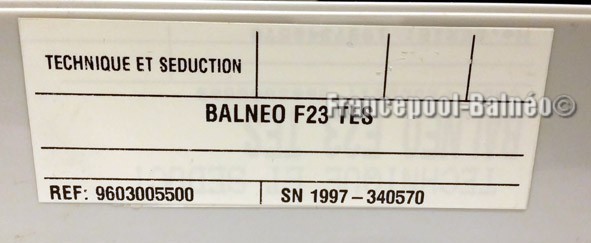 TECHNIQUE ET SEDUCTION
BALNEO F23 TES
Francepool-Balnéo©
REF: 9603005500
SN 1997-340570